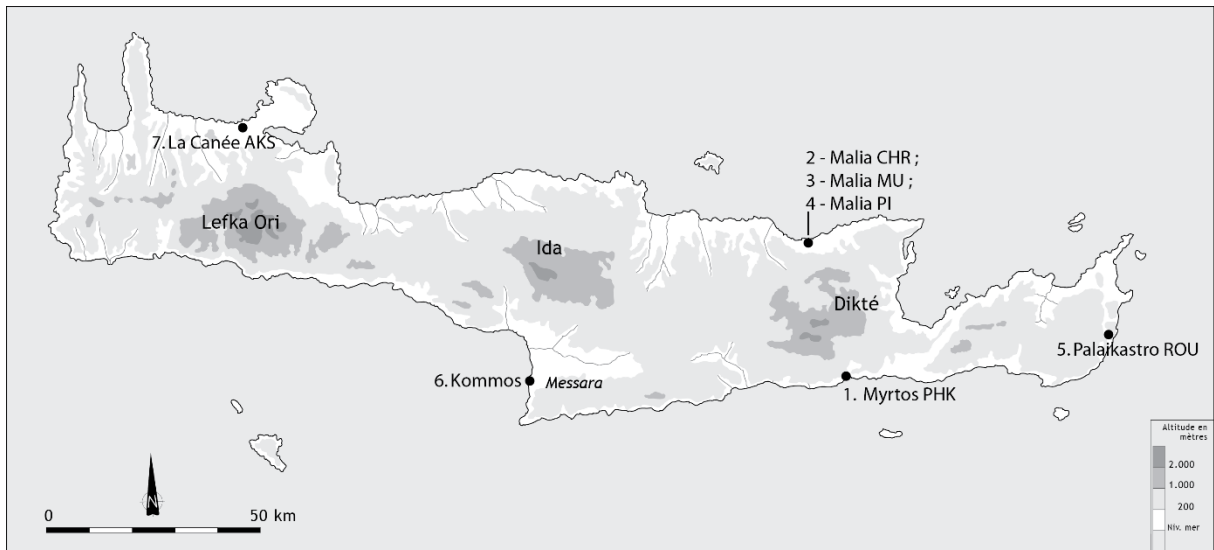 7. La Canée AKS
2 - Malia CHR ;
3 - Malia MU ;
4 - Malia PI
Lefka Ori
Ida
Dikté
5. Palaikastro ROU
6. Kommos
Messara
1. Myrtos PHK
Altitude en
mètres
2.000
1.000
200
Niv. mer
N
0 50 km